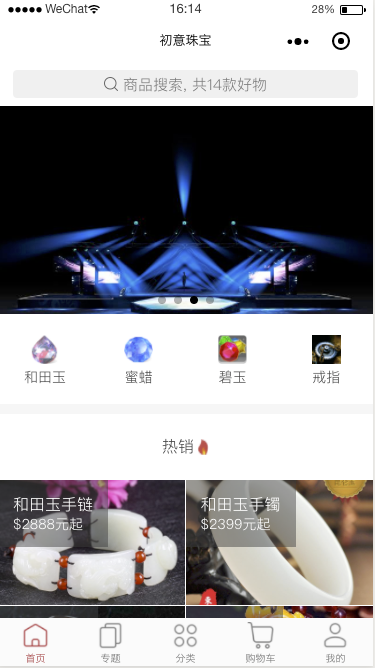 WeChat 16:14 28%
初意珠宝
商品搜索, 共14款好物
和田玉 蜜蜡 碧玉 戒指
热销
和田玉手链 和田玉手镯
$2888元起 $2399元起
首页 专题 分类 购物车 我的